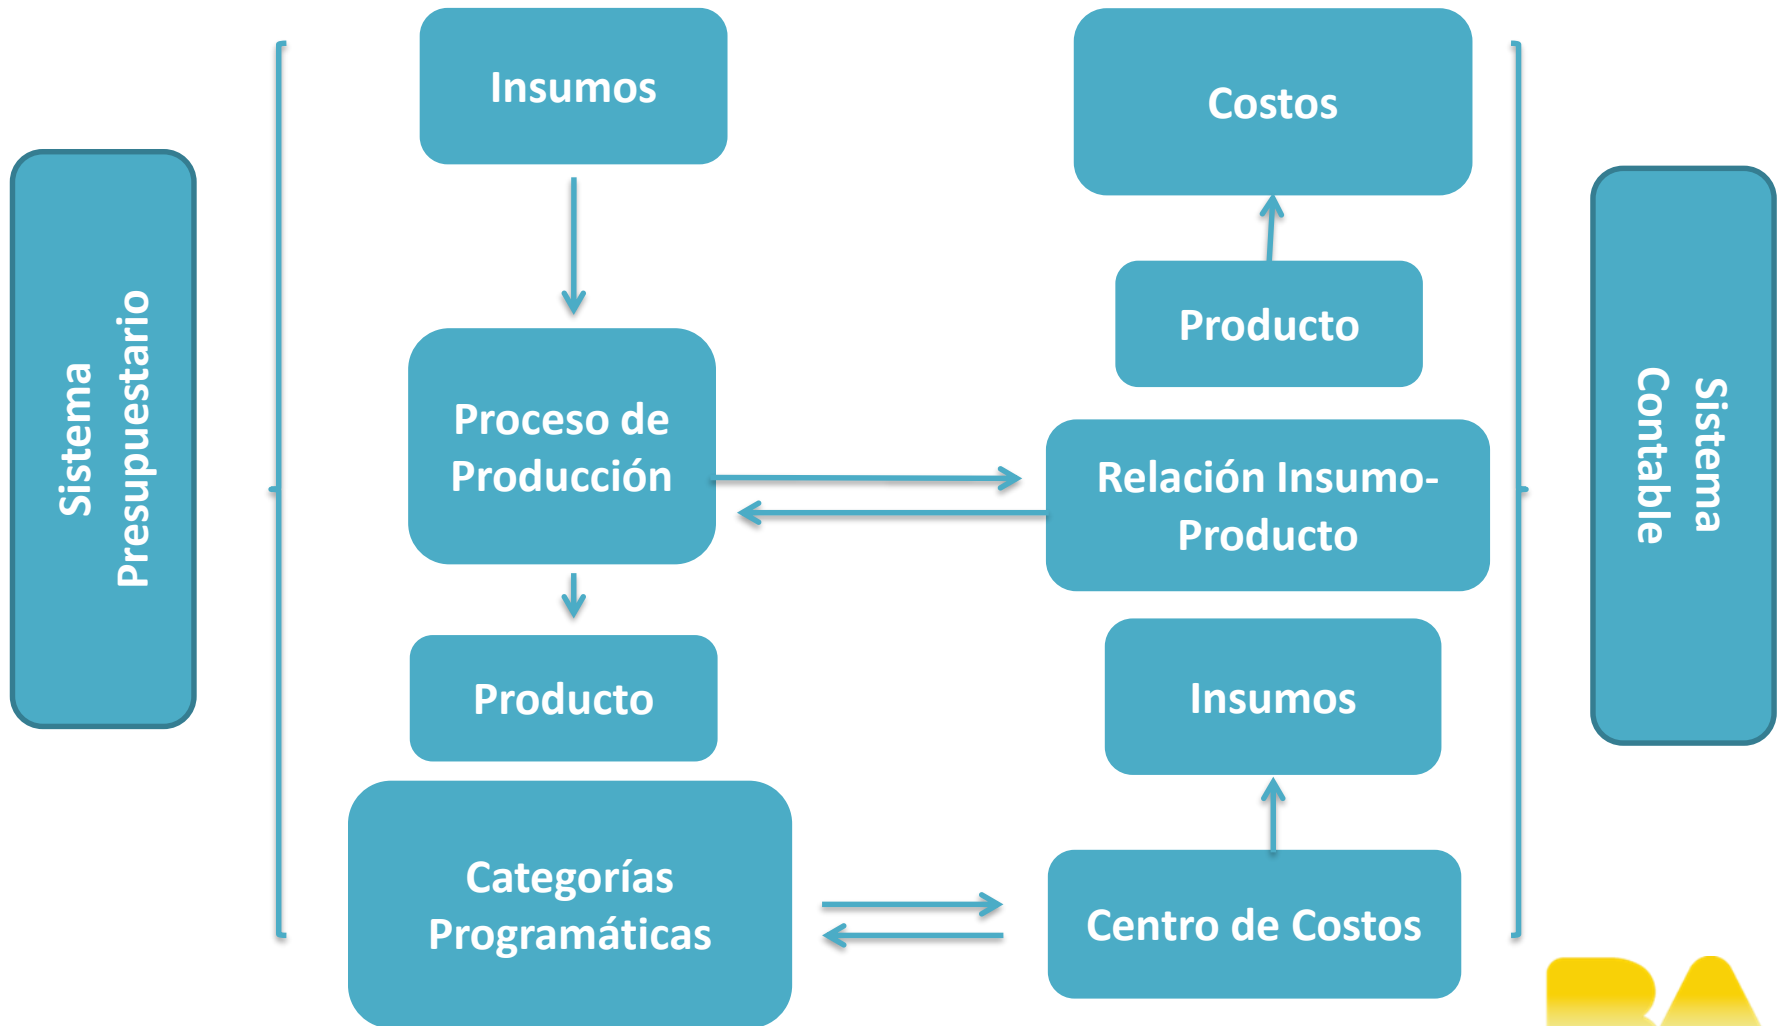 Sistema
Presupuestario
Insumos
Proceso de
Producción
Producto
Categorías
Programáticas
Costos
Producto
Relación Insumo-
Producto
Insumos
Centro de Costos
Sistema
Contable
BA